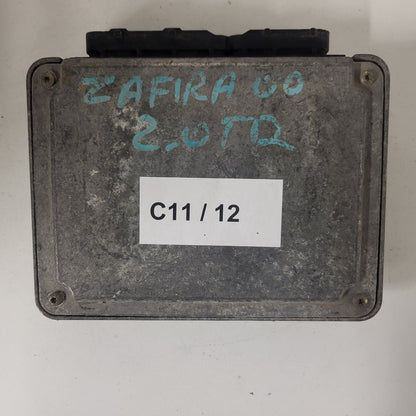 ZAFIRA 00
2.0TD
C11 / 12